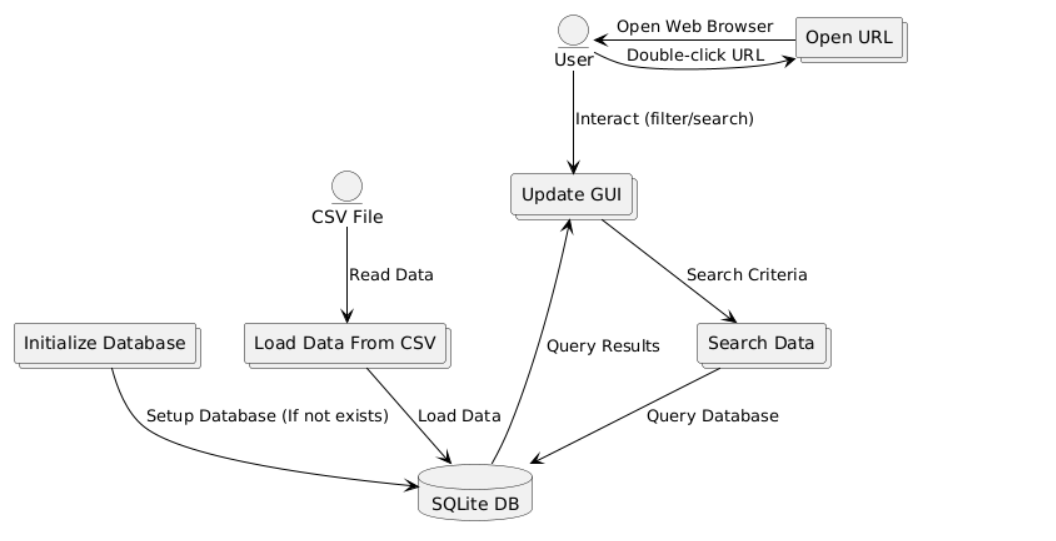 Open Web Browser
Open URL
User
Double-click URL
Interact (filter/search)
Update GUI
CSV File
Read Data
Search Criteria
Initialize Database
Load Data From CSV
Query Results
Search Data
Setup Database (If not exists)
Load Data
Query Database
SQLite DB